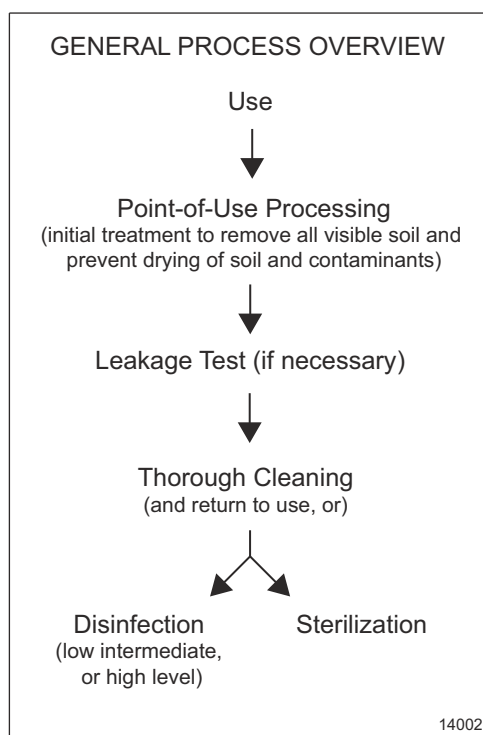 GENERAL PROCESS OVERVIEW
Use
Point-of-Use Processing
(initial treatment to remove all visible soil and
prevent drying of soil and contaminants)
Leakage Test (if necessary)
Thorough Cleaning
(and return to use, or)
Disinfection
(low intermediate,
or high level)
Sterilization
14002